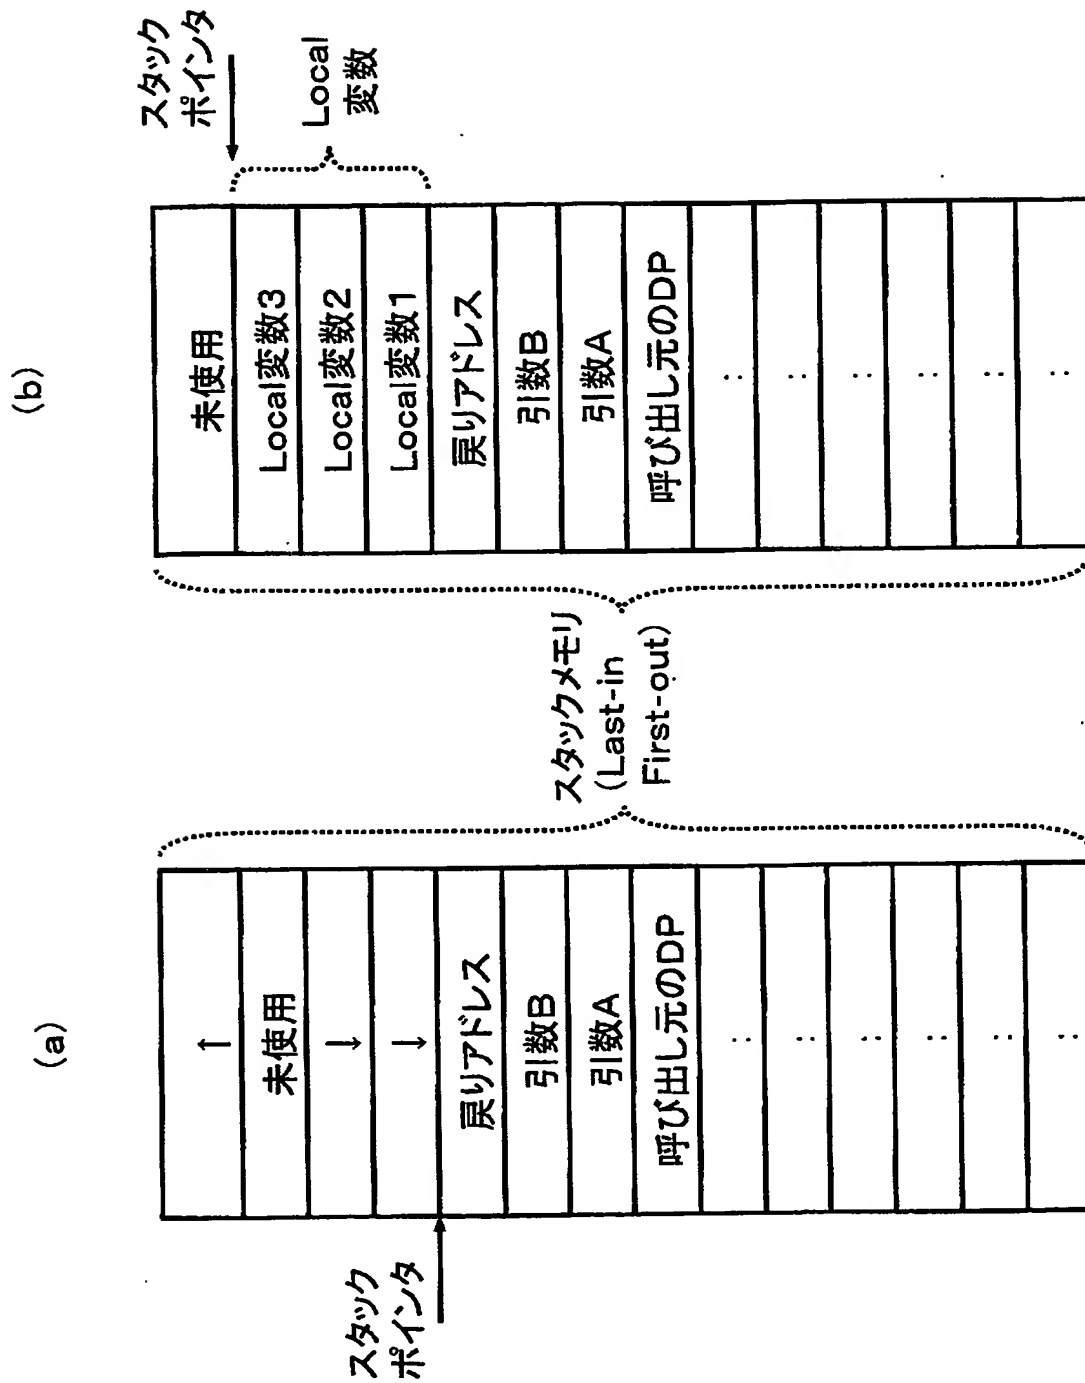 (a)
スタック
ポインタ
↑
未使用
↓
↓
戻りアドレス
引数B
引数A
呼び出し元のDP
:
:
:
:
:
:
スタックメモリ
(Last-in
First-out)
(b)
未使用
Local変数3
Local変数2
Local変数1
戻りアドレス
引数B
引数A
呼び出し元のDP
:
:
:
:
:
:
スタック
ポインタ
Local
変数